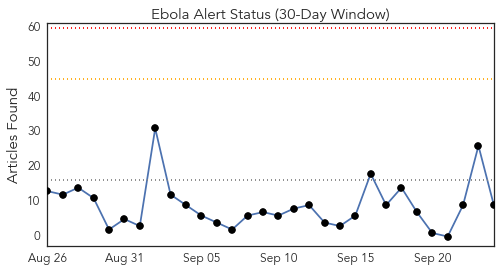 Ebola Alert Status (30-Day Window)
Articles Found
60
50
40
30
20
10
0
Aug 26
Aug 31
Sep 05
Sep 10
Sep 15
Sep 20